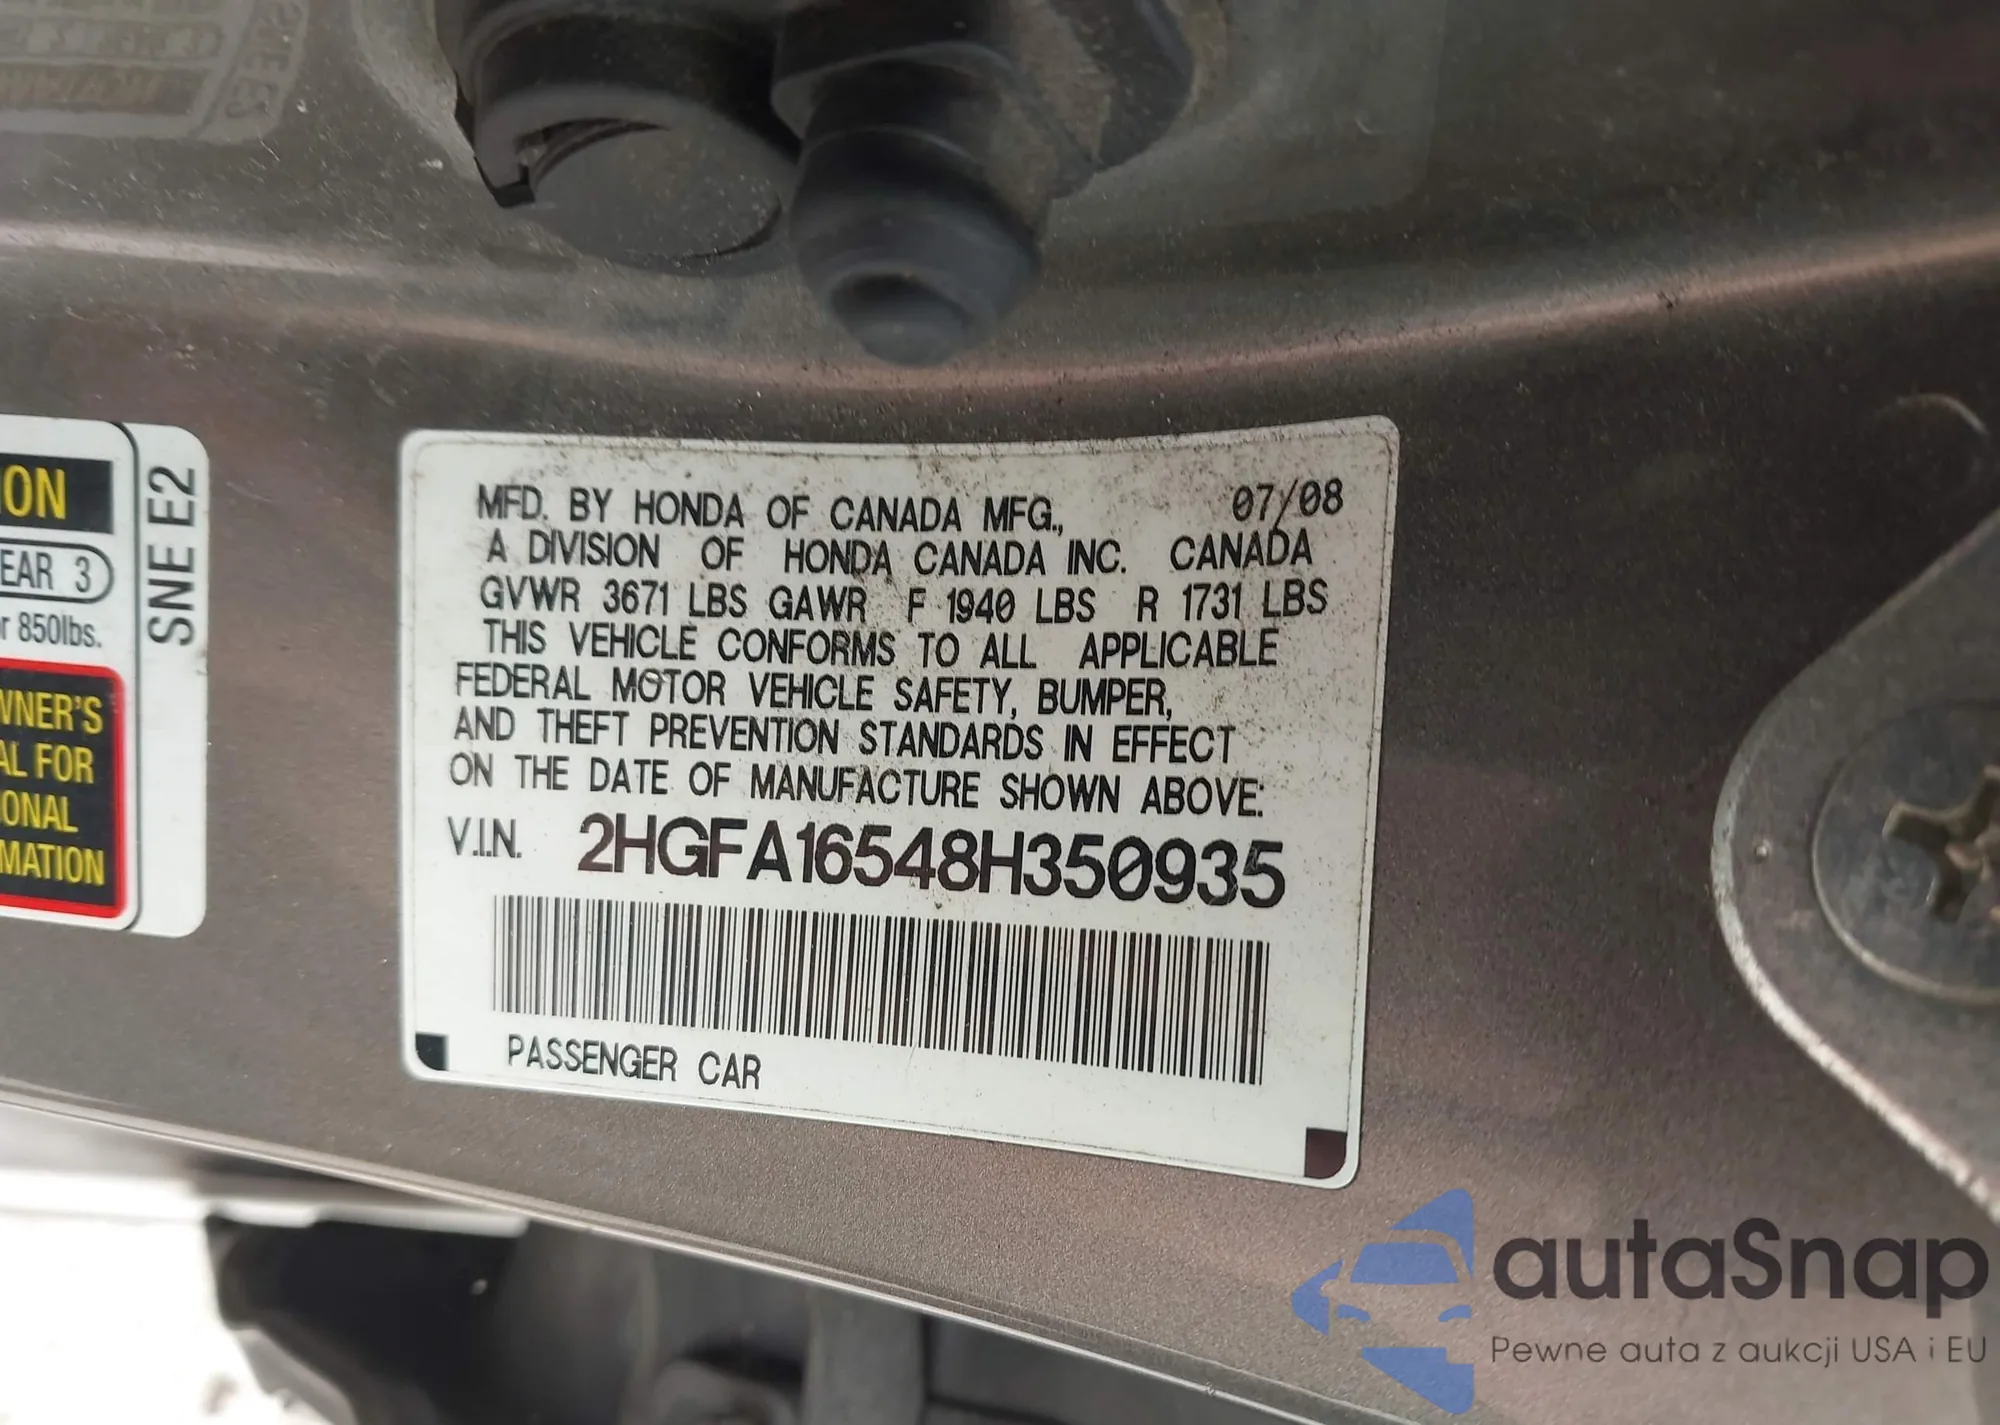 ION
EAR 3
r 850lbs.
WNER'S
AL FOR
ONAL
MATION
SNE E2
MFD. BY HONDA OF CANADA MFG., 07/08
A DIVISION OF HONDA CANADA INC. CANADA
GVWR 3671 LBS GAWR F 1940 LBS R 1731 LBS
THIS VEHICLE CONFORMS TO ALL APPLICABLE
FEDERAL MOTOR VEHICLE SAFETY, BUMPER,
AND THEFT PREVENTION STANDARDS IN EFFECT
ON THE DATE OF MANUFACTURE SHOWN ABOVE:
V.I.N. 2HGFA16548H350935
PASSENGER CAR
autaSnap
Pewne auta z aukcji USA i EU